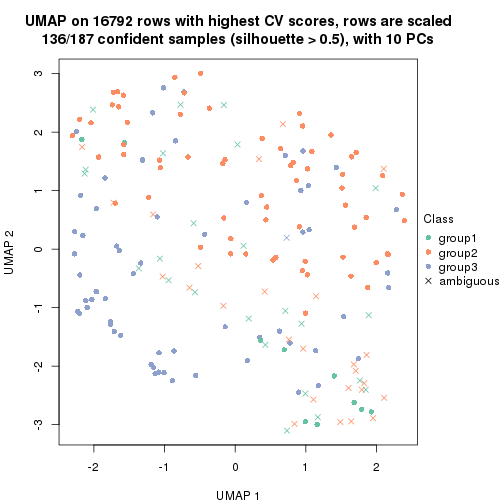 UMAP on 16792 rows with highest CV scores, rows are scaled
136/187 confident samples (silhouette > 0.5), with 10 PCs
3
2
1
0
-1
-2
-3
UMAP 2
-2
-1
0
1
2
UMAP 1
Class
group1
group2
group3
ambiguous